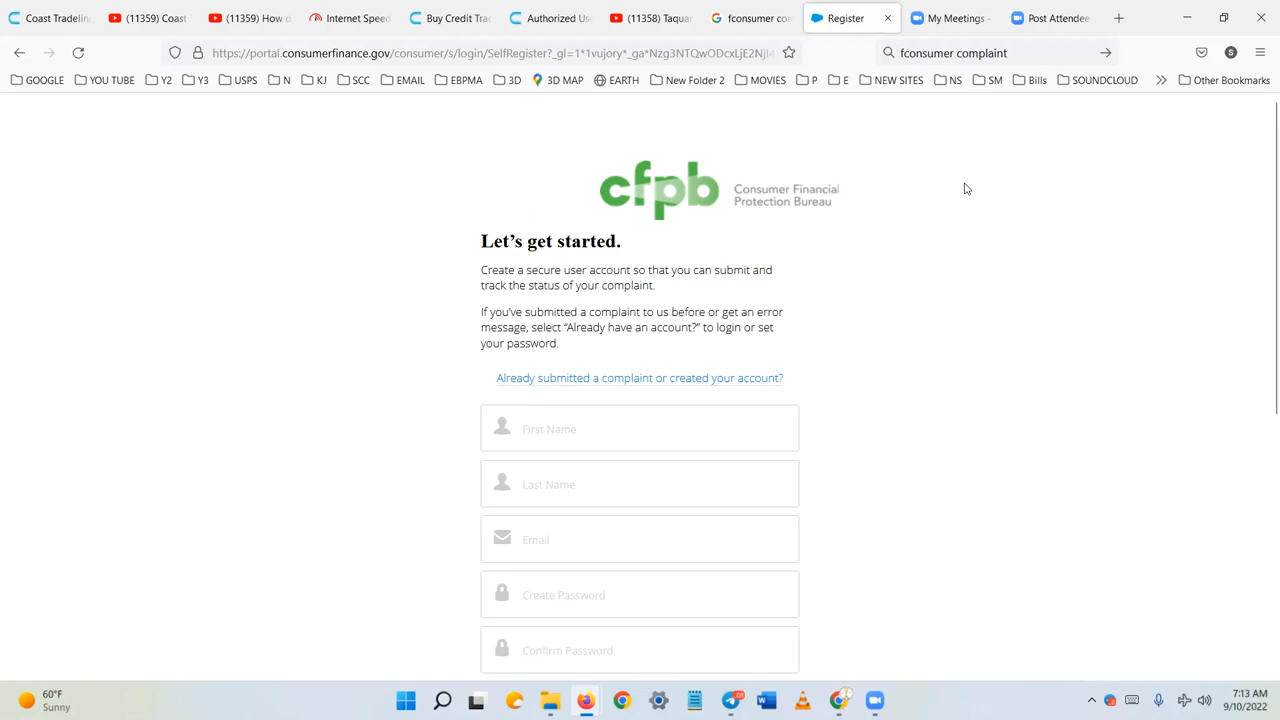 Coast Tradelin
(11359) Coast
(11359) How d
Internet Speed
Buy Credit Tra
Authorized Us
(11358) Taquar
fconsumer con
Register
My Meetings -
Post Attendee
https://portal.consumerfinance.gov/consumer/s/login/SelfRegister?_gl=1*1vujory*_ga*Nzg3NTQwODcxLjE2NjI4
fconsumer complaint
GOOGLE
YOU TUBE
Y2
Y3
USPS
N
KJ
SCC
EMAIL
EBPMA
3D
3D MAP
EARTH
New Folder 2
MOVIES
P
E
NEW SITES
NS
SM
Bills
SOUNDCLOUD
Other Bookmarks
cfpb Consumer Financial
Protection Bureau
Let's get started.
Create a secure user account so that you can submit and
track the status of your complaint.
If you've submitted a complaint to us before or get an error
message, select “Already have an account?” to login or set
your password.
Already submitted a complaint or created your account?
First Name
Last Name
Email
Create Password
Confirm Password
60°F
Sunny
7:13 AM
9/10/2022